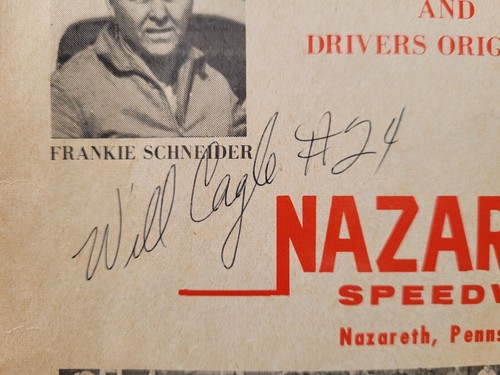 AND
DRIVERS ORIG
FRANKIE SCHNEIDER
Will Cagle #24
NAZAR
SPEEDW
Nazareth, Penns